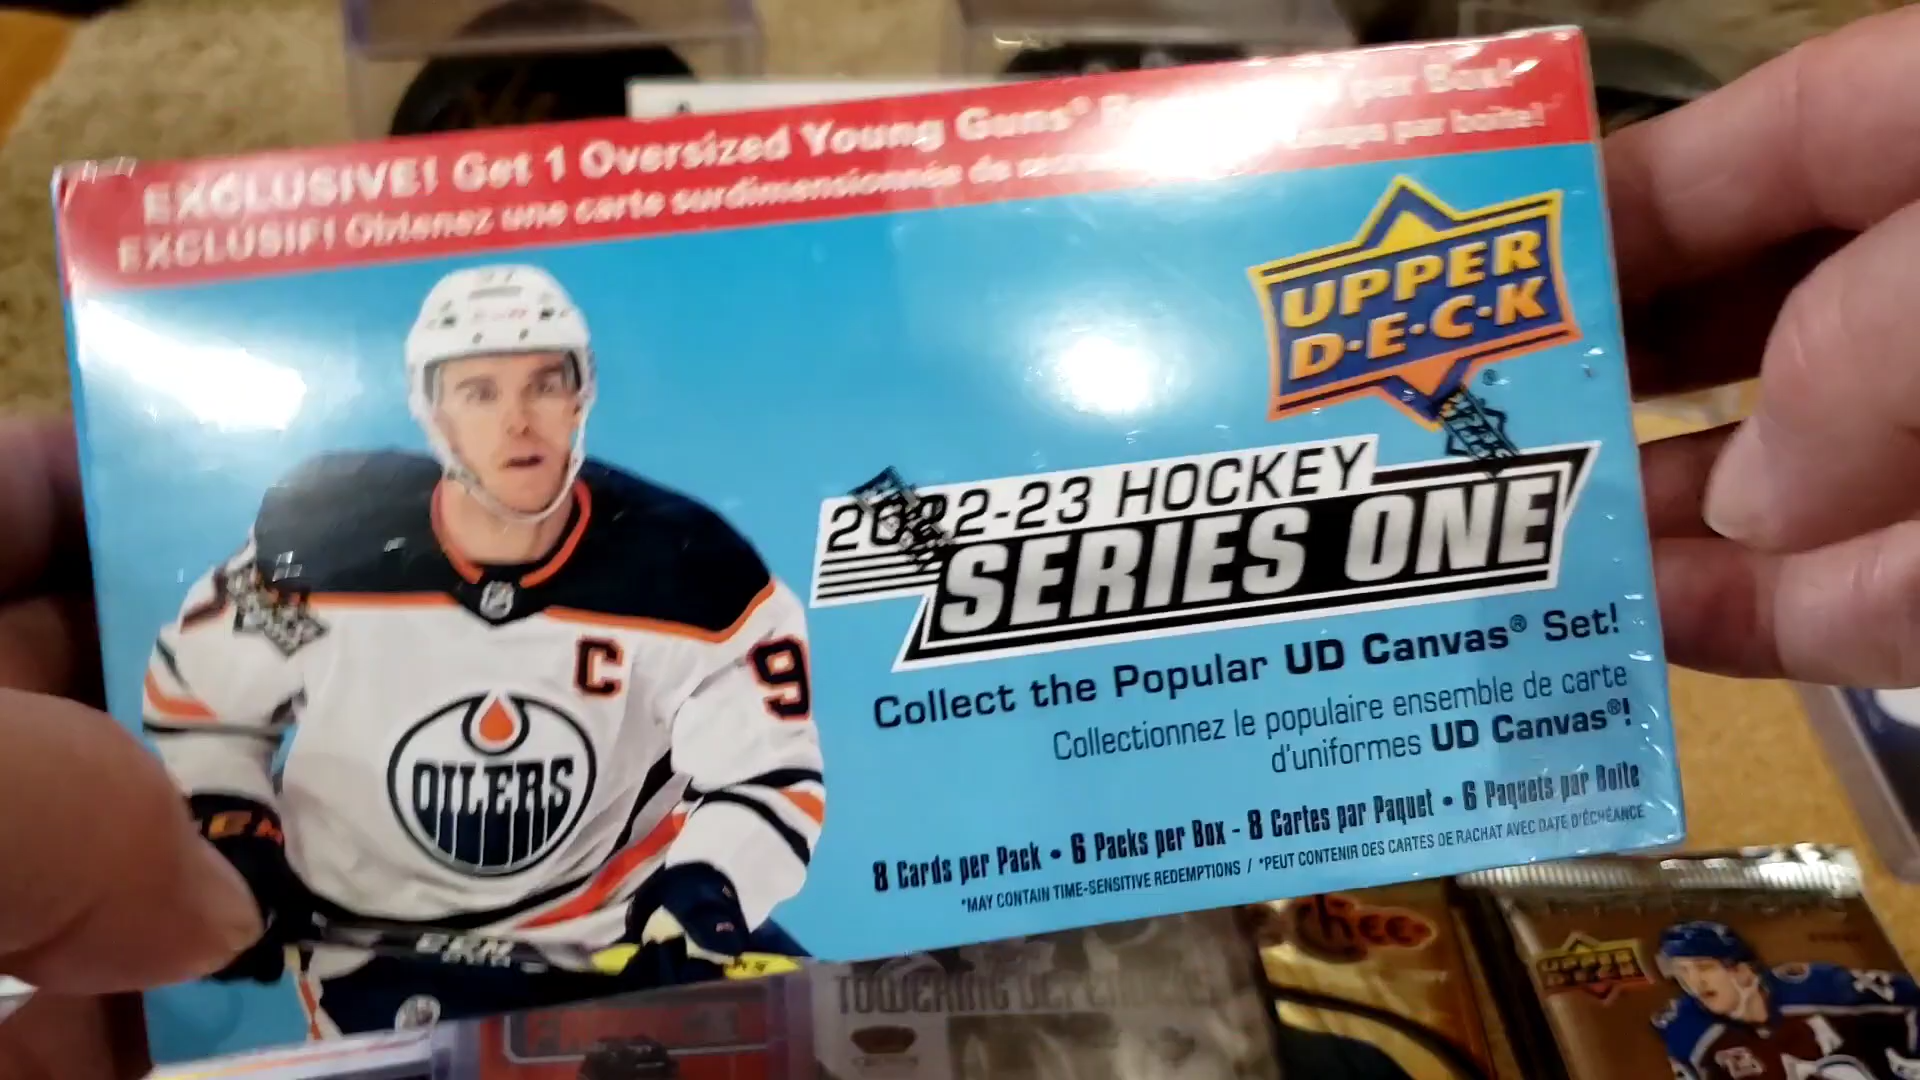 EXCLUSIVE! Get 1 Oversized Young Guns® per Box!
EXCLUSIF! Obtenez une carte surdimensionnée de par boîte!
UPPER
D·E·C·K
2022-23 HOCKEY
SERIES ONE
Collect the Popular UD Canvas® Set!
Collectionnez le populaire ensemble de carte
d'uniformes UD Canvas®!
8 Cards per Pack • 6 Packs per Box - 8 Cartes par Paquet • 6 Paquets par Boîte
*MAY CONTAIN TIME-SENSITIVE REDEMPTIONS / *PEUT CONTENIR DES CARTES DE RACHAT AVEC DATE D'ÉCHÉANCE
C
9
OILERS
CCM
TOWERING DEFENDERS
UPPER
DECK
A